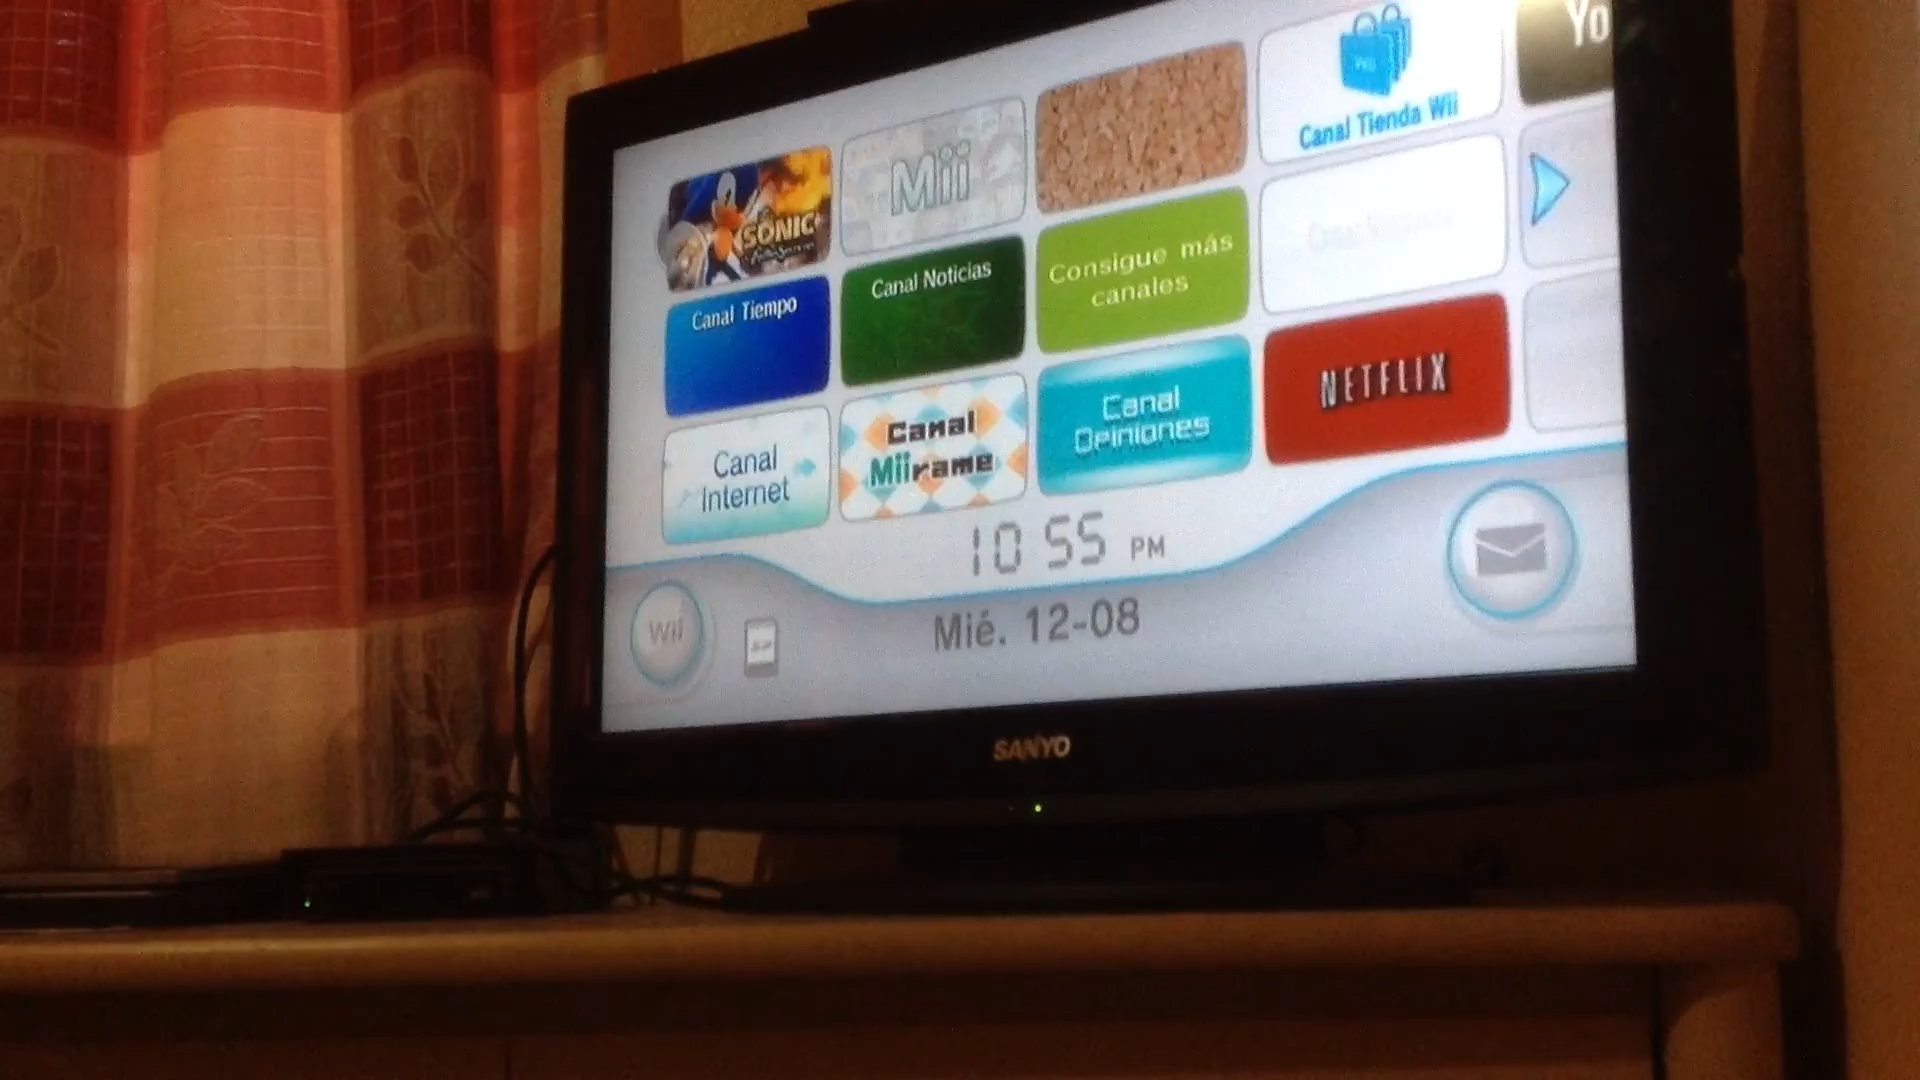 SONIC
Mii
Canal Tienda Wii
Yo
Canal Tiempo
Canal Noticias
Consigue más
canales
Canal
Internet
Canal
Miirame
Canal
Opiniones
NETFLIX
10 55 PM
Wii
Mié. 12-08
SANYO